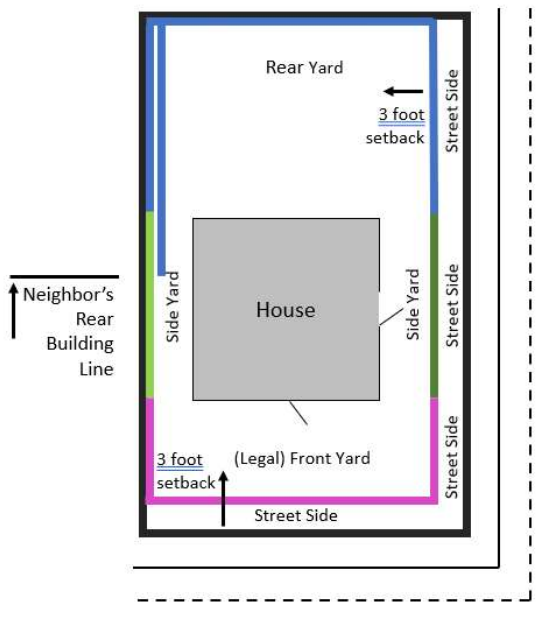 Rear Yard
Street Side
3 foot
setback
Neighbor's
Rear
Building
Line
Side Yard
House
Side Yard
Street Side
3 foot
setback
(Legal) Front Yard
Street Side
Street Side